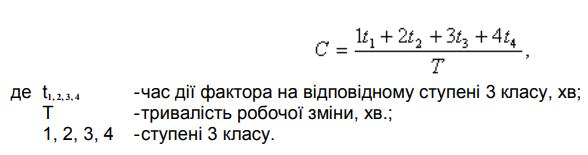 C = (1t₁ + 2t₂ + 3t₃ + 4t₄) / T ,
де t₁, ₂, ₃, ₄ -час дії фактора на відповідному ступені 3 класу, хв;
T -тривалість робочої зміни, хв.;
1, 2, 3, 4 -ступені 3 класу.